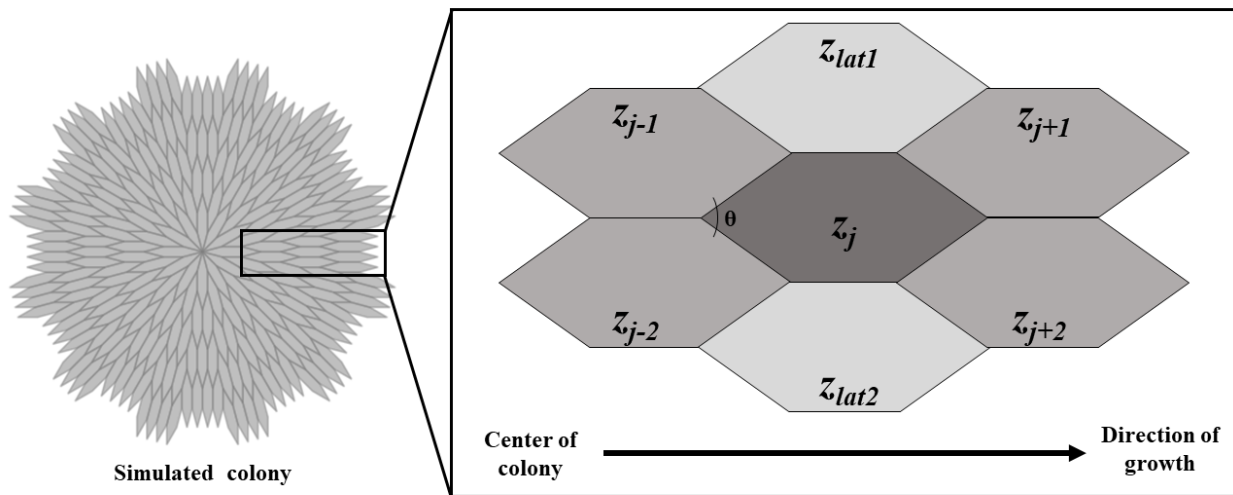 z_lat1
z_j-1
z_j+1
θ
z_j
z_j-2
z_j+2
z_lat2
Center of
colony
Direction of
growth
Simulated colony